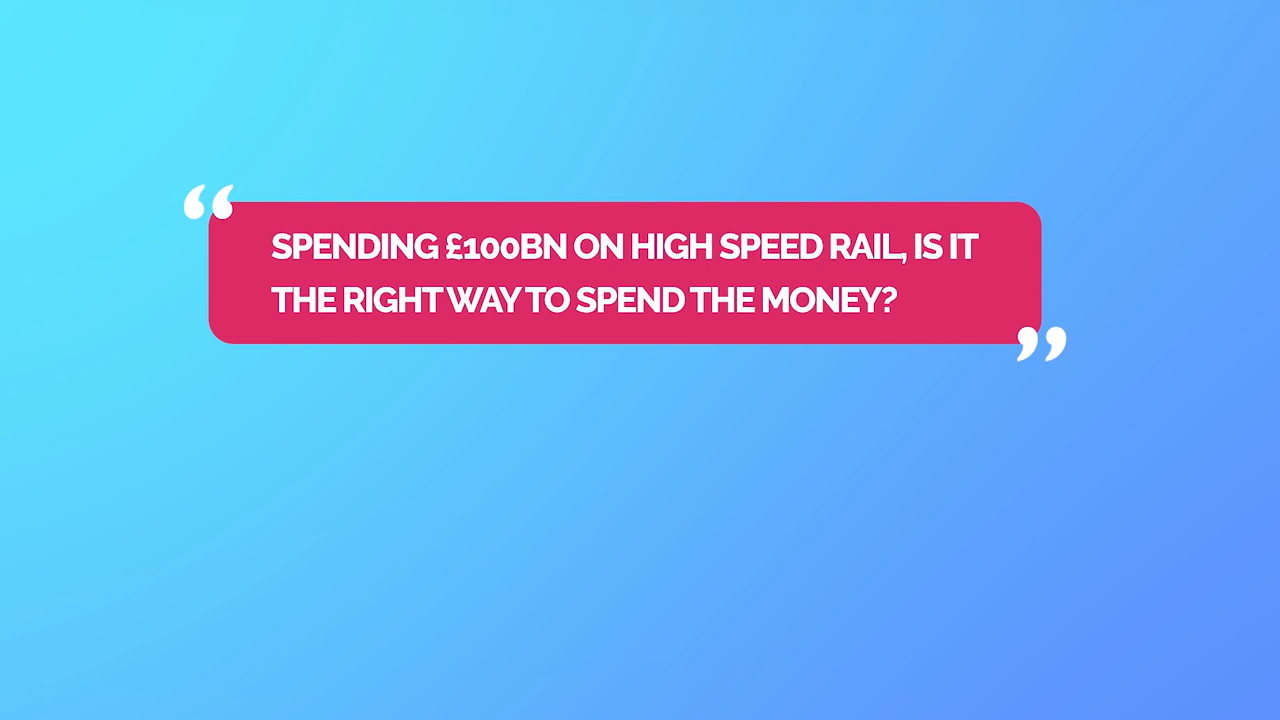 “
SPENDING £100BN ON HIGH SPEED RAIL, IS IT
THE RIGHT WAY TO SPEND THE MONEY?
”